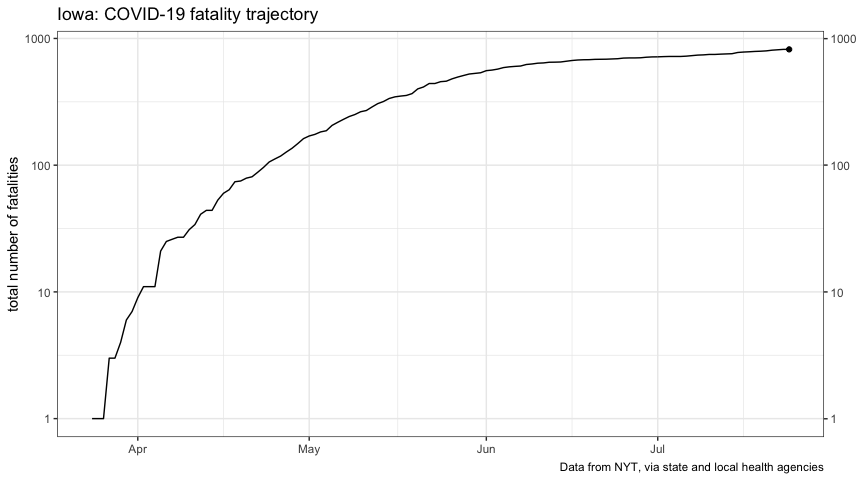 Iowa: COVID-19 fatality trajectory
1000
1000
100
100
10
10
1
1
total number of fatalities
Apr
May
Jun
Jul
Data from NYT, via state and local health agencies